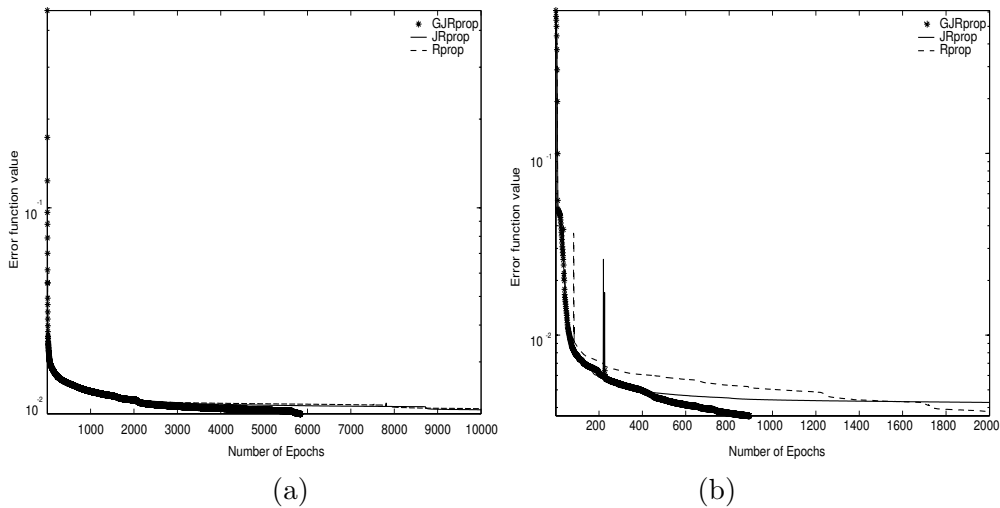 GJRprop
JRprop
Rprop
Error function value
10^-1
10^-2
1000 2000 3000 4000 5000 6000 7000 8000 9000 10000
Number of Epochs
(a)
GJRprop
JRprop
Rprop
Error function value
10^-1
10^-2
200 400 600 800 1000 1200 1400 1600 1800 2000
Number of Epochs
(b)